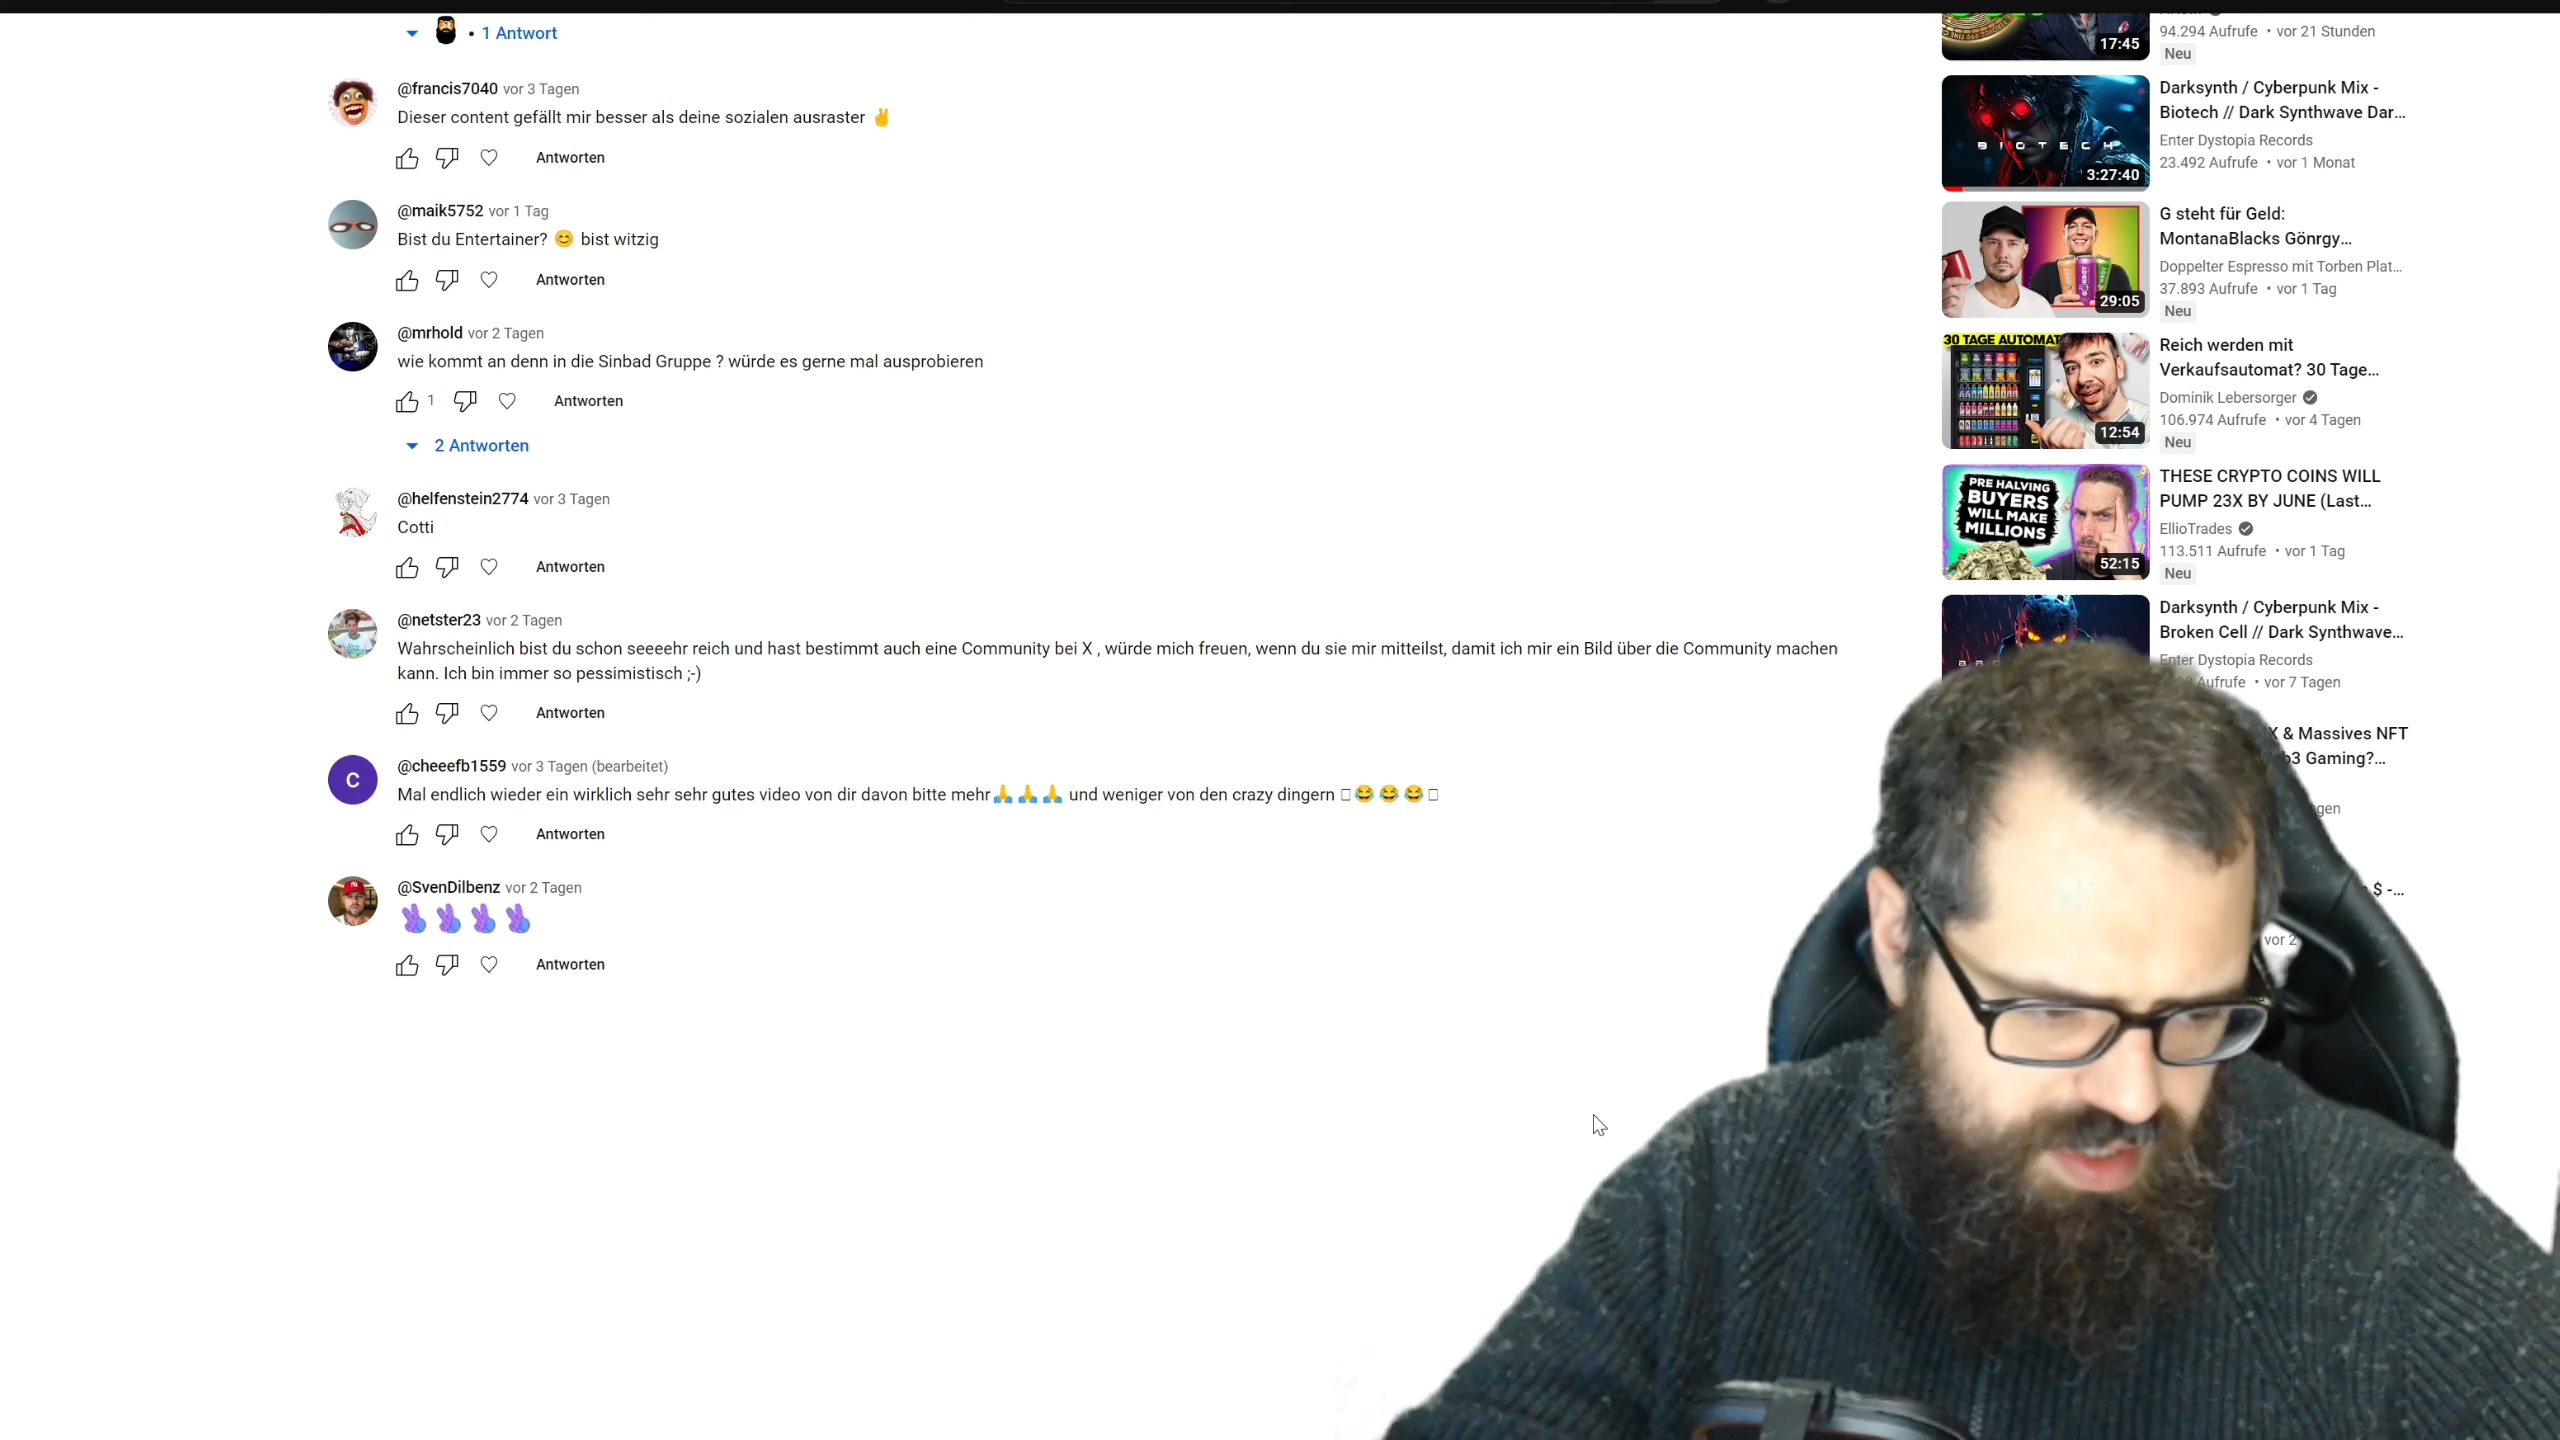 1 Antwort
@francis7040 vor 3 Tagen
Dieser content gefällt mir besser als deine sozialen ausraster ✌
Antworten
@maik5752 vor 1 Tag
Bist du Entertainer? 😊 bist witzig
Antworten
@mrhold vor 2 Tagen
wie kommt an denn in die Sinbad Gruppe ? würde es gerne mal ausprobieren
1 Antworten
2 Antworten
@helfenstein2774 vor 3 Tagen
Cotti
Antworten
@netster23 vor 2 Tagen
Wahrscheinlich bist du schon seeeehr reich und hast bestimmt auch eine Community bei X , würde mich freuen, wenn du sie mir mitteilst, damit ich mir ein Bild über die Community machen
kann. Ich bin immer so pessimistisch ;-)
Antworten
C
@cheeefb1559 vor 3 Tagen (bearbeitet)
Mal endlich wieder ein wirklich sehr sehr gutes video von dir davon bitte mehr🙏🙏🙏 und weniger von den crazy dingern 😂😂😂
Antworten
@SvenDilbenz vor 2 Tagen
Antworten
17:45
94.294 Aufrufe • vor 21 Stunden
Neu
BIOTECH
3:27:40
Darksynth / Cyberpunk Mix -
Biotech // Dark Synthwave Dar...
Enter Dystopia Records
23.492 Aufrufe • vor 1 Monat
29:05
G steht für Geld:
MontanaBlacks Gönrgy...
Doppelter Espresso mit Torben Plat...
37.893 Aufrufe • vor 1 Tag
Neu
30 TAGE AUTOMAT
12:54
Reich werden mit
Verkaufsautomat? 30 Tage...
Dominik Lebersorger
106.974 Aufrufe • vor 4 Tagen
Neu
PRE HALVING
BUYERS
WILL MAKE
MILLIONS
52:15
THESE CRYPTO COINS WILL
PUMP 23X BY JUNE (Last...
EllioTrades
113.511 Aufrufe • vor 1 Tag
Neu
Darksynth / Cyberpunk Mix -
Broken Cell // Dark Synthwave...
Enter Dystopia Records
Aufrufe • vor 7 Tagen
X & Massives NFT
Gaming?...
$ -...
vor 2